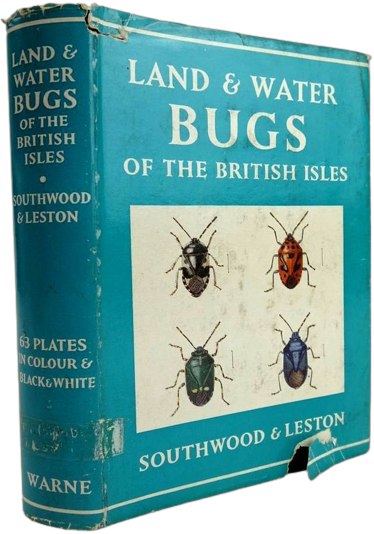 LAND &
WATER
BUGS
OF THE
BRITISH
ISLES
•
SOUTHWOOD
& LESTON
63 PLATES
IN COLOUR &
BLACK & WHITE
WARNE
LAND & WATER
BUGS
OF THE BRITISH ISLES
SOUTHWOOD & LESTON